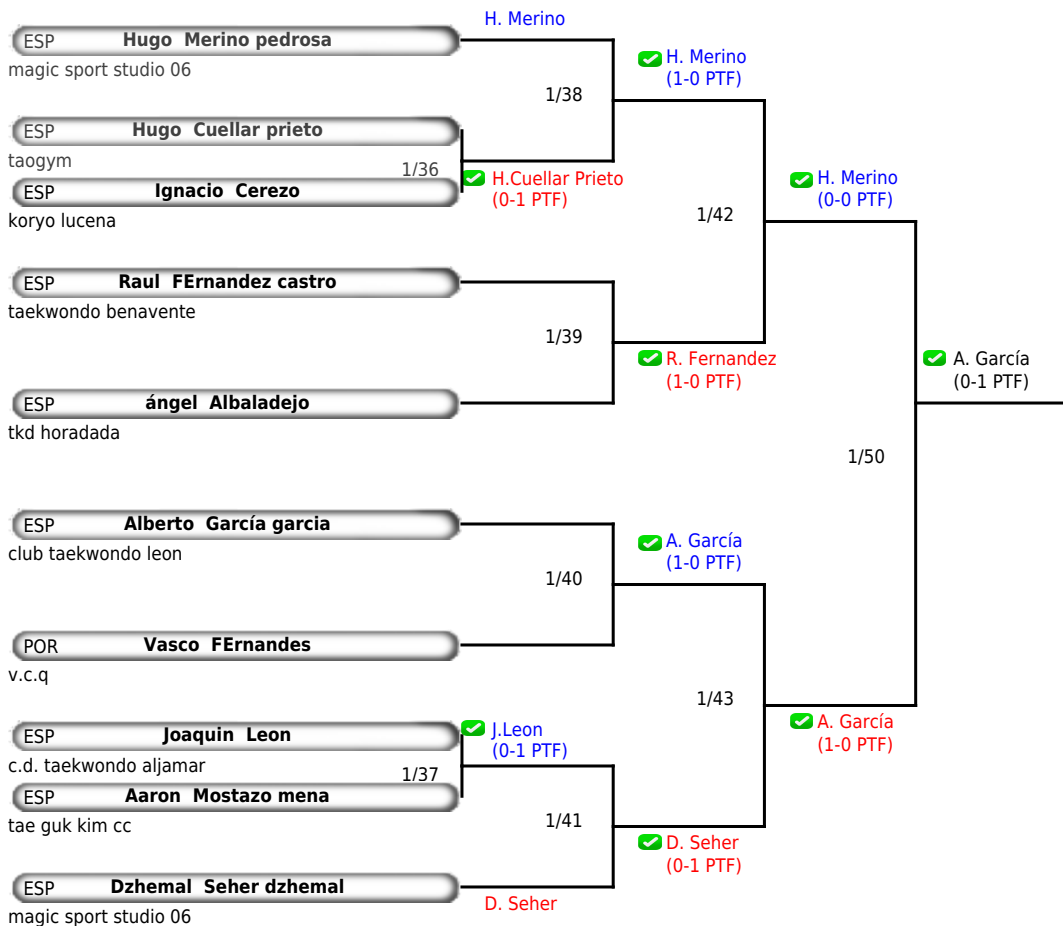 H. Merino
ESP Hugo Merino pedrosa
magic sport studio 06
H. Merino
(1-0 PTF)
1/38
ESP Hugo Cuellar prieto
taogym
1/36
H.Cuellar Prieto
(0-1 PTF)
ESP Ignacio Cerezo
koryo lucena
H. Merino
(0-0 PTF)
1/42
ESP Raul FErnandez castro
taekwondo benavente
1/39
R. Fernandez
(1-0 PTF)
A. García
(0-1 PTF)
ESP ángel Albaladejo
tkd horadada
1/50
ESP Alberto García garcia
club taekwondo leon
A. García
(1-0 PTF)
1/40
POR Vasco FErnandes
v.c.q
1/43
A. García
(1-0 PTF)
ESP Joaquin Leon
J.Leon
(0-1 PTF)
c.d. taekwondo aljamar
1/37
ESP Aaron Mostazo mena
tae guk kim cc
1/41
D. Seher
(0-1 PTF)
ESP Dzhemal Seher dzhemal
D. Seher
magic sport studio 06